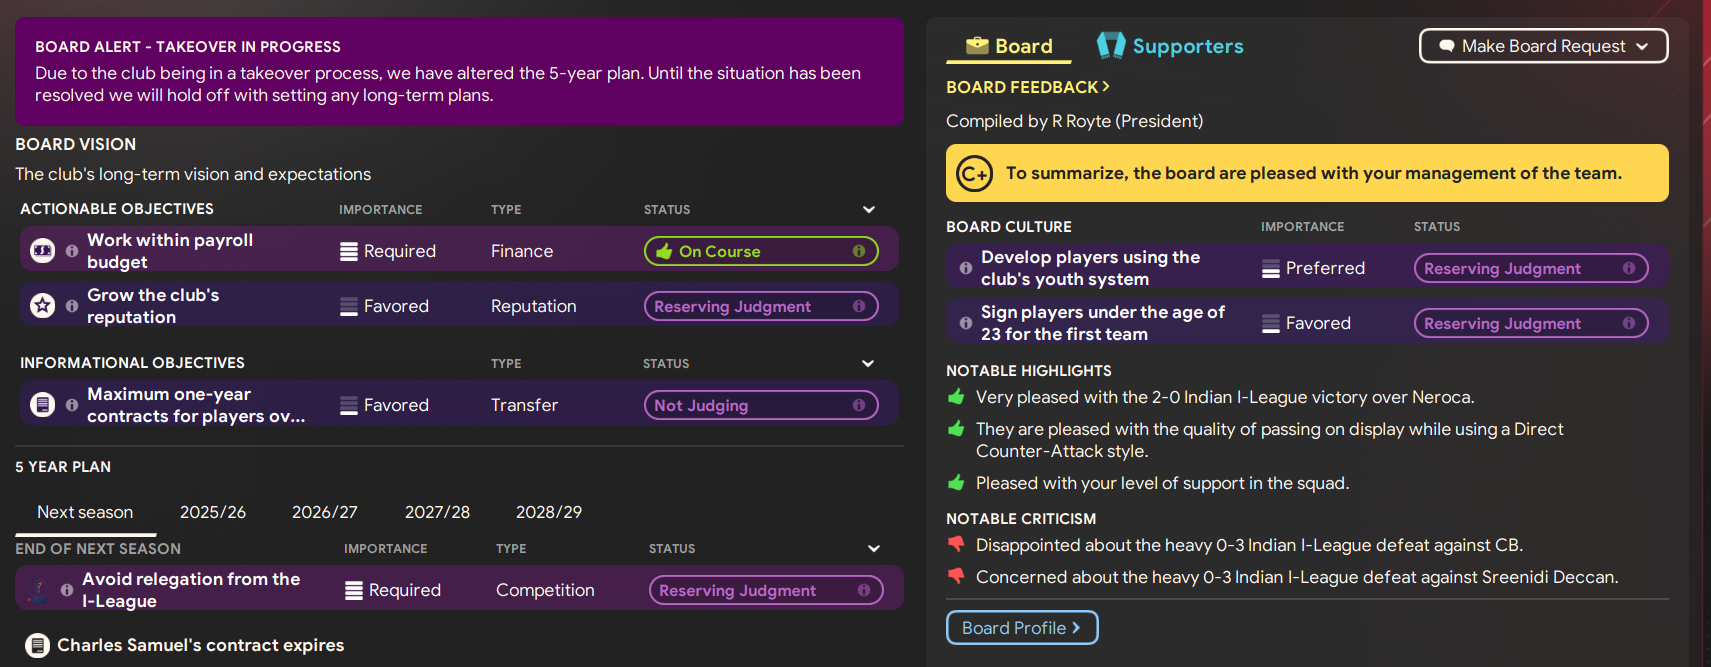 BOARD ALERT - TAKEOVER IN PROGRESS
Due to the club being in a takeover process, we have altered the 5-year plan. Until the situation has been
resolved we will hold off with setting any long-term plans.
BOARD VISION
The club's long-term vision and expectations
ACTIONABLE OBJECTIVES IMPORTANCE TYPE STATUS
Work within payroll
budget
Required Finance On Course
Grow the club's
reputation
Favored Reputation Reserving Judgment
INFORMATIONAL OBJECTIVES TYPE STATUS
Maximum one-year
contracts for players ov...
Favored Transfer Not Judging
5 YEAR PLAN
Next season 2025/26 2026/27 2027/28 2028/29
END OF NEXT SEASON IMPORTANCE TYPE STATUS
Avoid relegation from the
I-League
Required Competition Reserving Judgment
Charles Samuel's contract expires
Board Supporters Make Board Request
BOARD FEEDBACK >
Compiled by R Royte (President)
C+ To summarize, the board are pleased with your management of the team.
BOARD CULTURE IMPORTANCE STATUS
Develop players using the
club's youth system
Preferred Reserving Judgment
Sign players under the age of
23 for the first team
Favored Reserving Judgment
NOTABLE HIGHLIGHTS
Very pleased with the 2-0 Indian I-League victory over Neroca.
They are pleased with the quality of passing on display while using a Direct
Counter-Attack style.
Pleased with your level of support in the squad.
NOTABLE CRITICISM
Disappointed about the heavy 0-3 Indian I-League defeat against CB.
Concerned about the heavy 0-3 Indian I-League defeat against Sreenidi Deccan.
Board Profile >